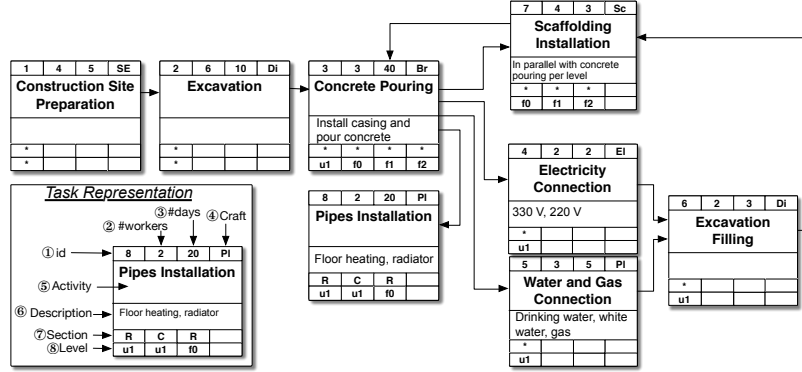 7 4 3 Sc
Scaffolding
Installation
In parallel with concrete
pouring per level
* * *
f0 f1 f2
1 4 5 SE
Construction Site
Preparation
*
*
2 6 10 Di
Excavation
*
*
3 3 40 Br
Concrete Pouring
Install casing and
pour concrete
* * * *
u1 f0 f1 f2
4 2 2 El
Electricity
Connection
330 V, 220 V
*
u1
8 2 20 Pl
Pipes Installation
Floor heating, radiator
R C R
u1 u1 f0
5 3 5 Pl
Water and Gas
Connection
Drinking water, white
water, gas
*
u1
6 2 3 Di
Excavation
Filling
*
u1
Task Representation
③#days
② #workers
④Craft
①id
8 2 20 Pl
Pipes Installation
⑤Activity
⑥ Description
Floor heating, radiator
⑦Section
R C R
⑧Level
u1 u1 f0